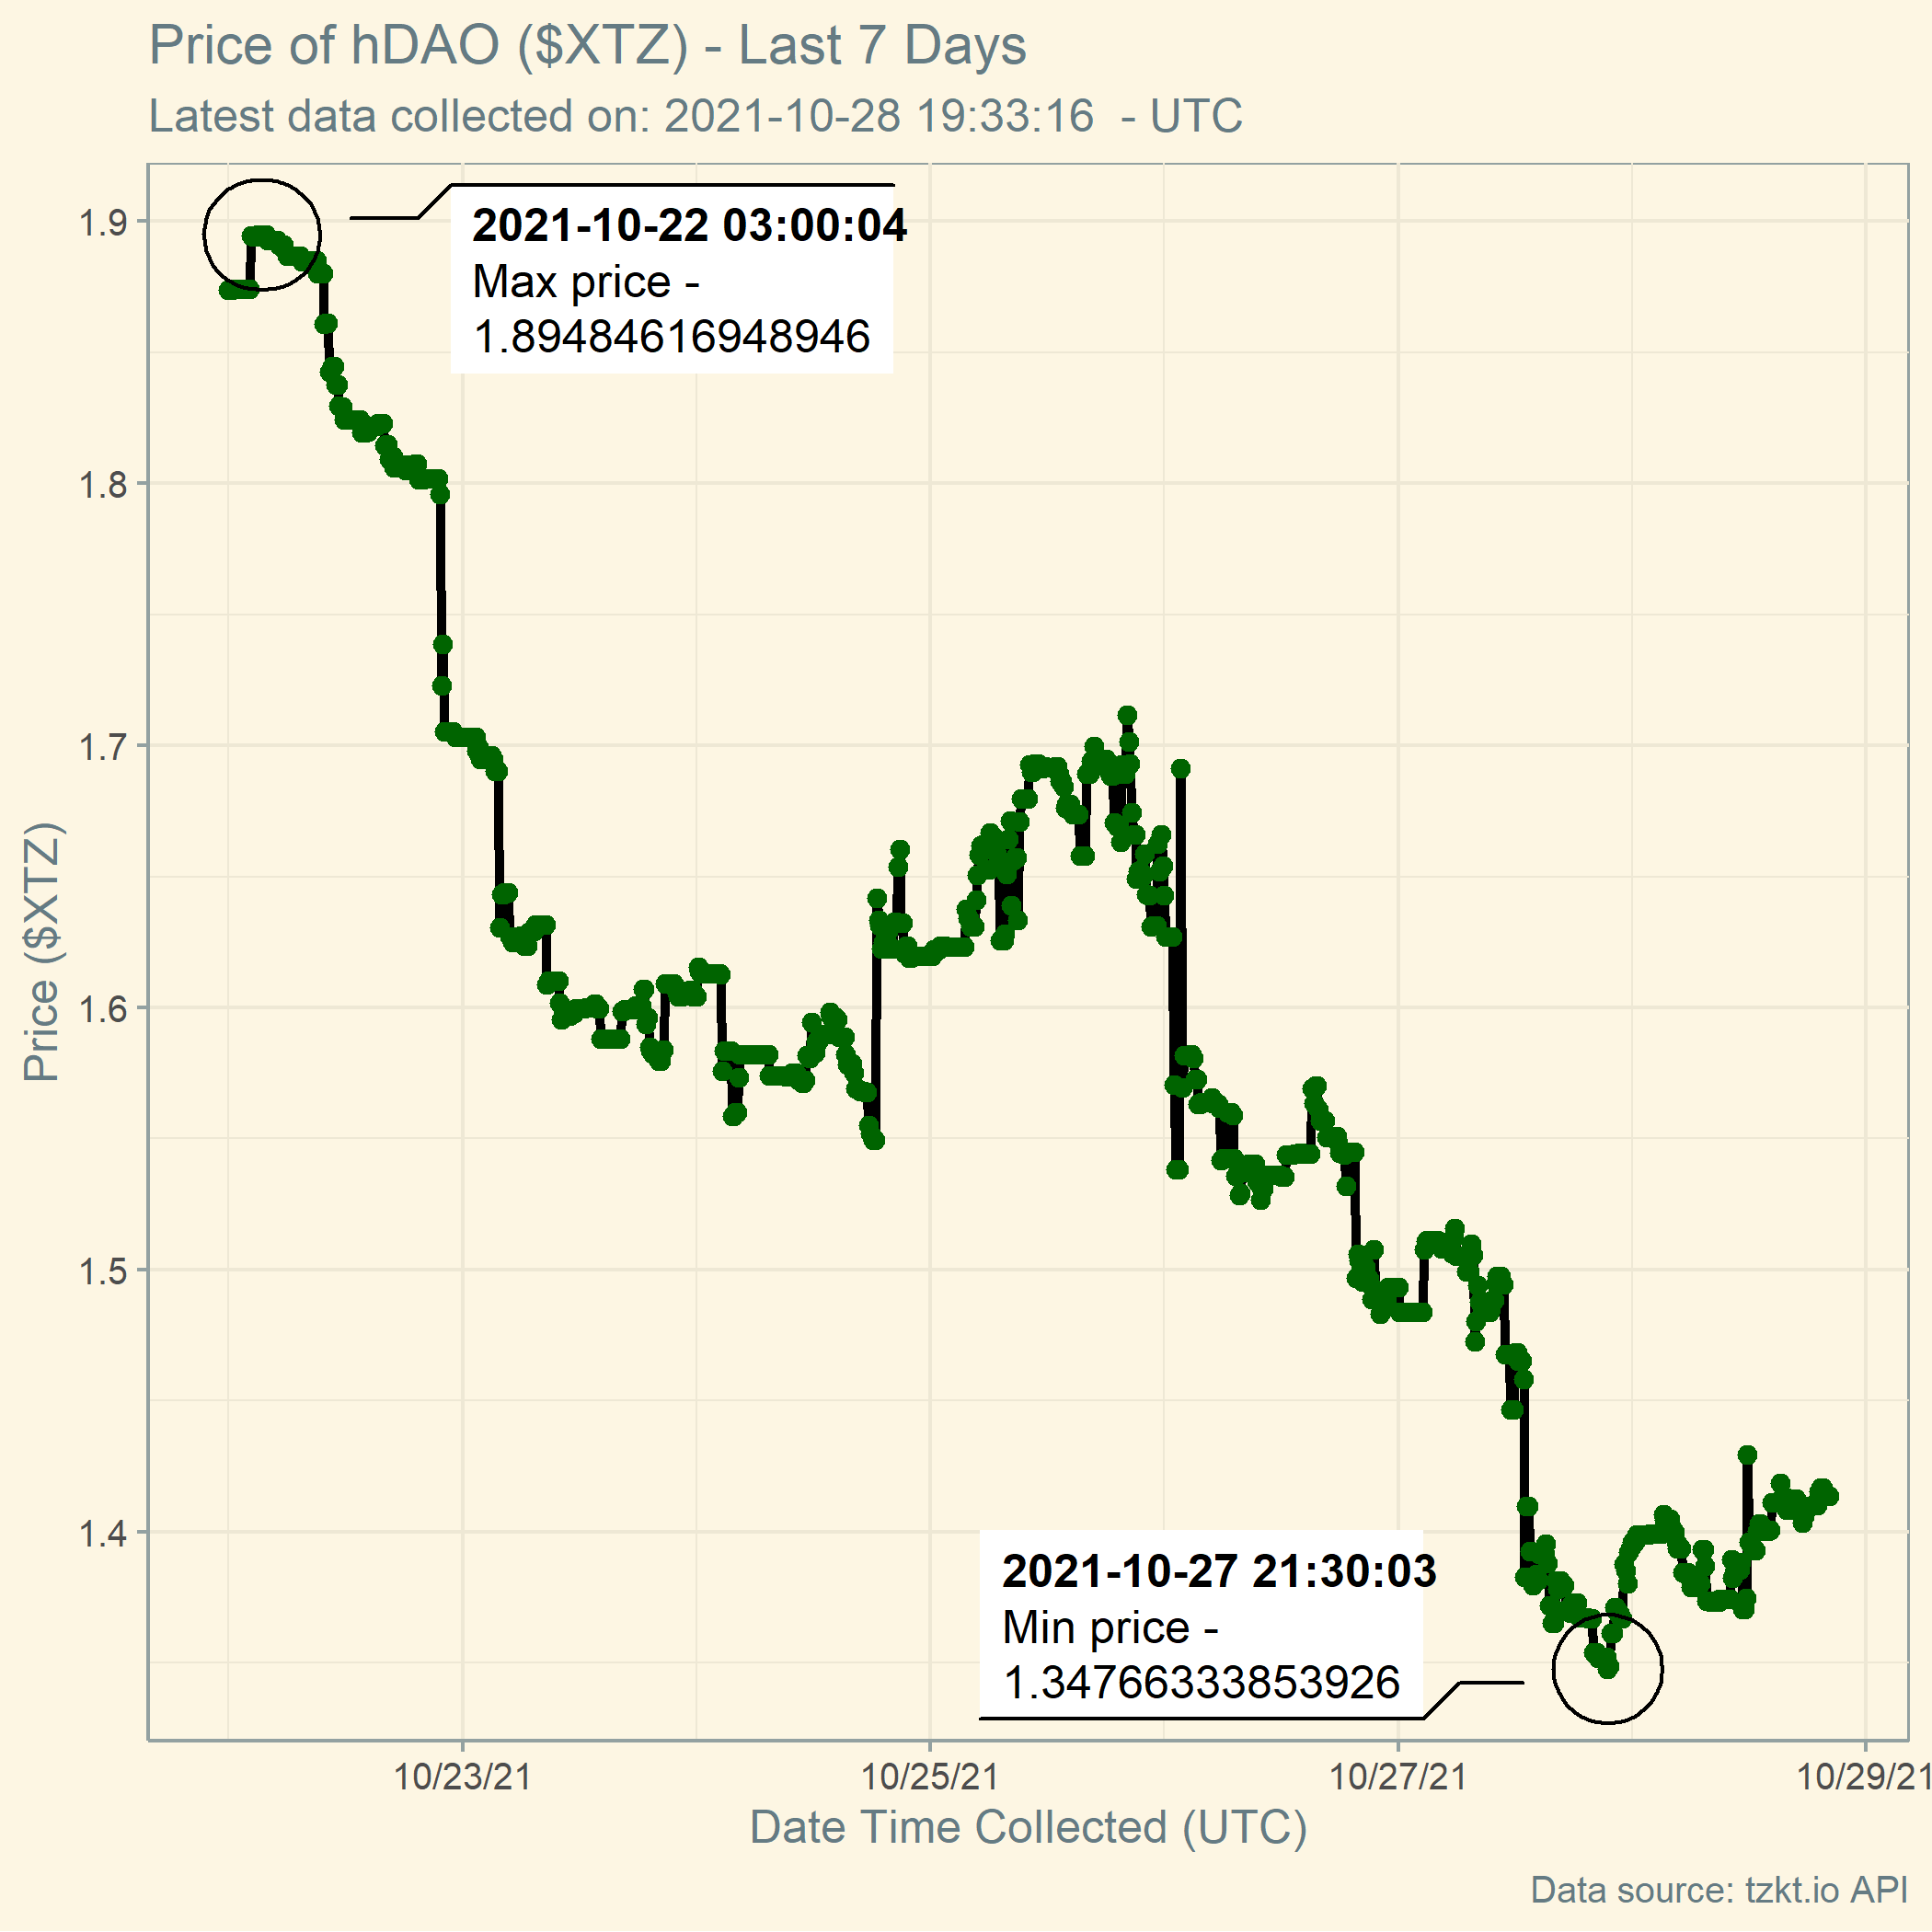 Price of hDAO ($XTZ) - Last 7 Days
Latest data collected on: 2021-10-28 19:33:16  - UTC
2021-10-22 03:00:04
Max price -
1.89484616948946
1.9
1.8
1.7
1.6
1.5
1.4
Price ($XTZ)
2021-10-27 21:30:03
Min price -
1.34766333853926
10/23/21
10/25/21
10/27/21
10/29/21
Date Time Collected (UTC)
Data source: tzkt.io API